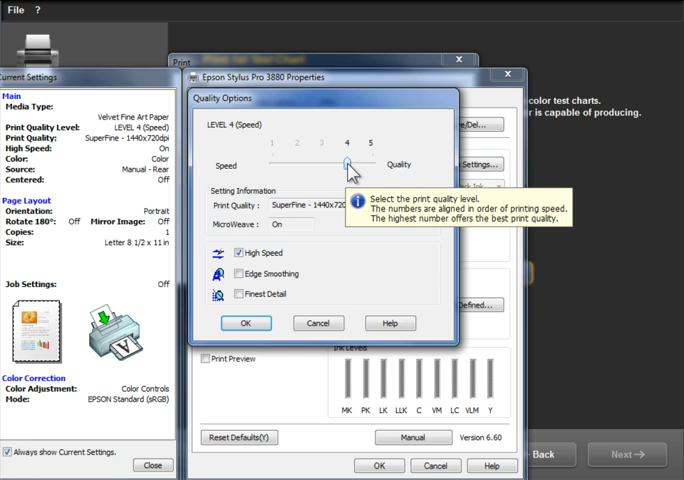 File ?
Print
Current Settings
Main
Media Type:
Velvet Fine Art Paper
Print Quality Level: LEVEL 4 (Speed)
Print Quality: SuperFine - 1440x720dpi
High Speed: On
Color: Color
Source: Manual - Rear
Centered: Off
Page Layout
Orientation: Portrait
Rotate 180°: Off Mirror Image: Off
Copies: 1
Size: Letter 8 1/2 x 11 in
Job Settings: Off
Color Correction
Color Adjustment: Color Controls
Mode: EPSON Standard (sRGB)
Always show Current Settings.
Close
Epson Stylus Pro 3880 Properties
Quality Options
LEVEL 4 (Speed)
1 2 3 4 5
Speed Quality
Setting Information
Print Quality: SuperFine - 1440x720
MicroWeave: On
Select the print quality level.
The numbers are aligned in order of printing speed.
The highest number offers the best print quality.
High Speed
Edge Smoothing
Finest Detail
OK Cancel Help
e/Del...
Settings...
Defined...
Print Preview
Ink Levels
MK PK LK LLK C VM LC VLM Y
Reset Defaults(Y) Manual Version 6.60
OK Cancel Help
color test charts.
r is capable of producing.
Back Next